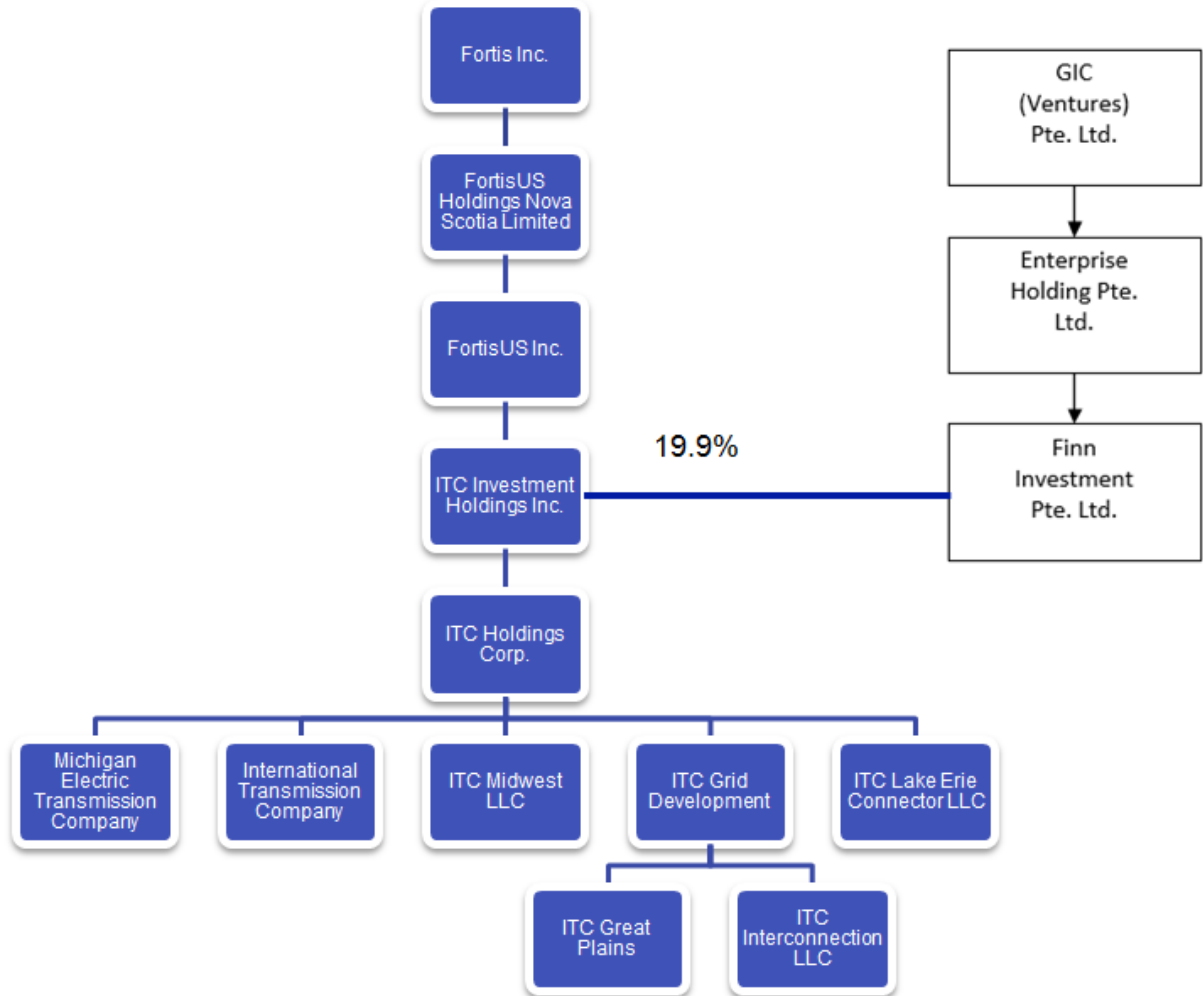 Fortis Inc.
FortisUS
Holdings Nova
Scotia Limited
FortisUS Inc.
ITC Investment
Holdings Inc.
ITC Holdings
Corp.
19.9%
GIC
(Ventures)
Pte. Ltd.
Enterprise
Holding Pte.
Ltd.
Finn
Investment
Pte. Ltd.
Michigan
Electric
Transmission
Company
International
Transmission
Company
ITC Midwest
LLC
ITC Grid
Development
ITC Lake Erie
Connector LLC
ITC Great
Plains
ITC
Interconnection
LLC